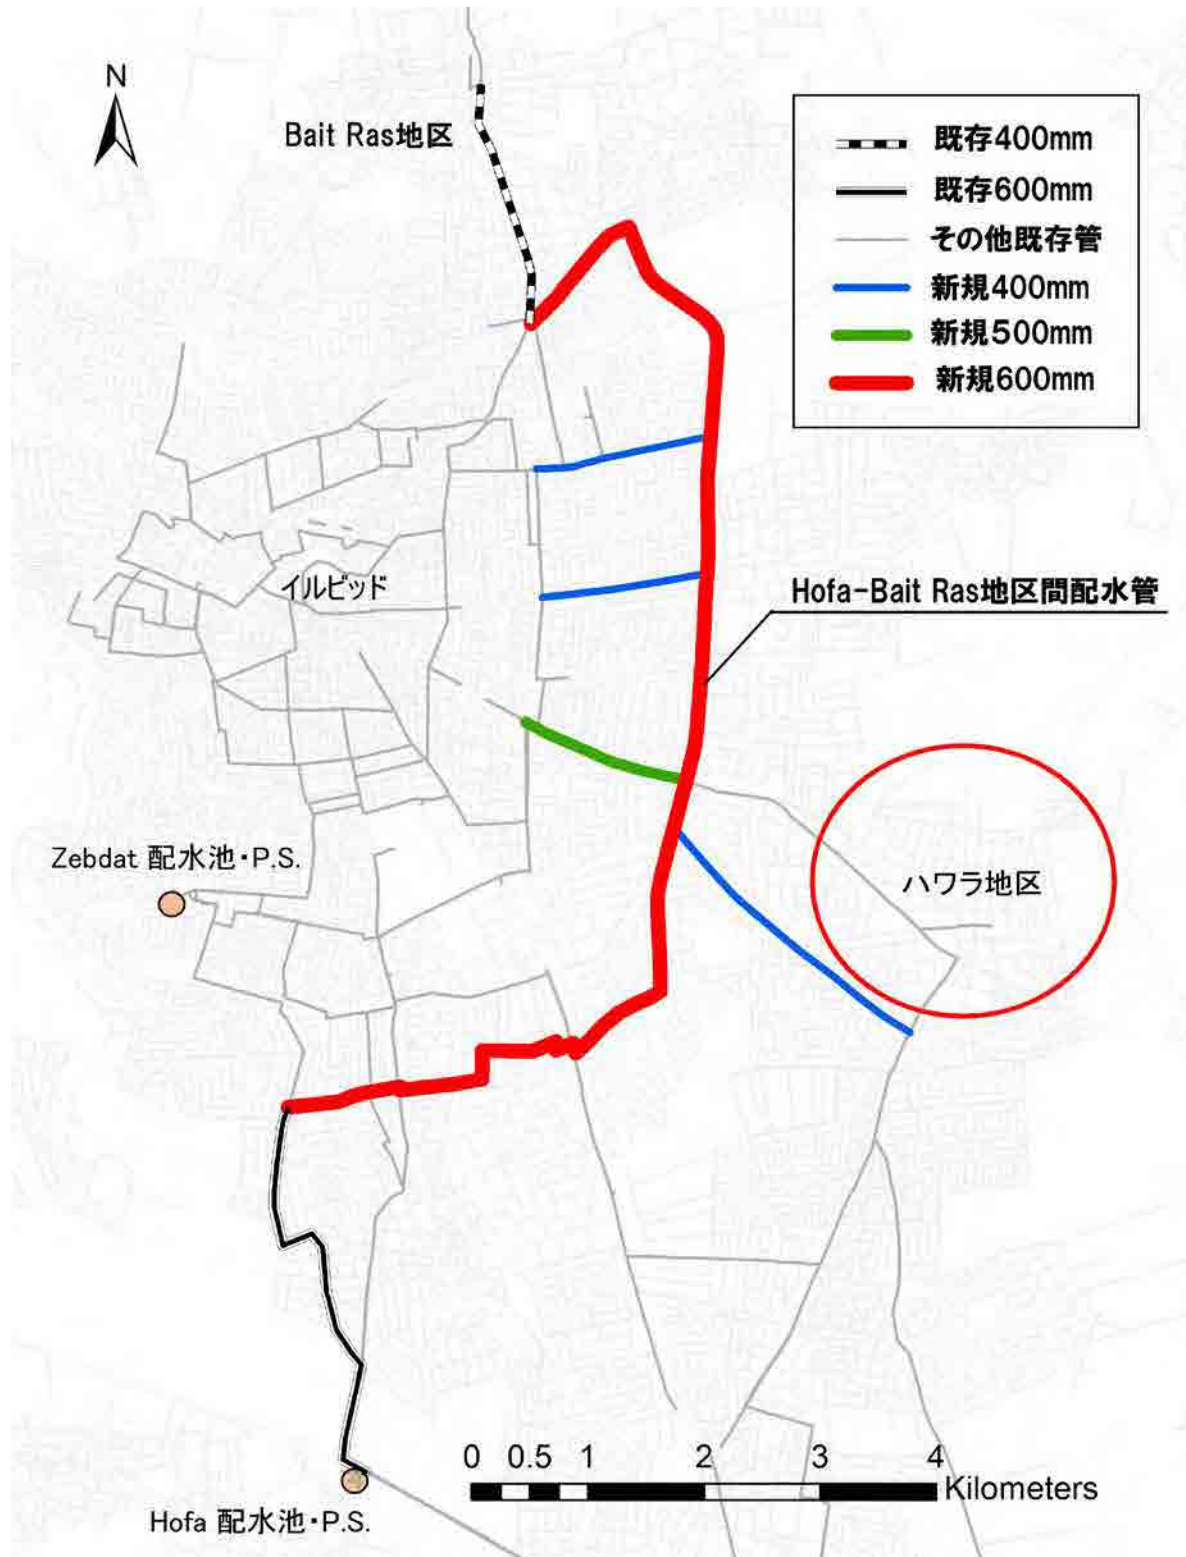 N
Bait Ras地区
既存400mm
既存600mm
その他既存管
新規400mm
新規500mm
新規600mm
イルビッド
Hofa-Bait Ras地区間配水管
Zebdat 配水池・P.S.
ハワラ地区
0 0.5 1 2 3 4
Kilometers
Hofa 配水池・P.S.